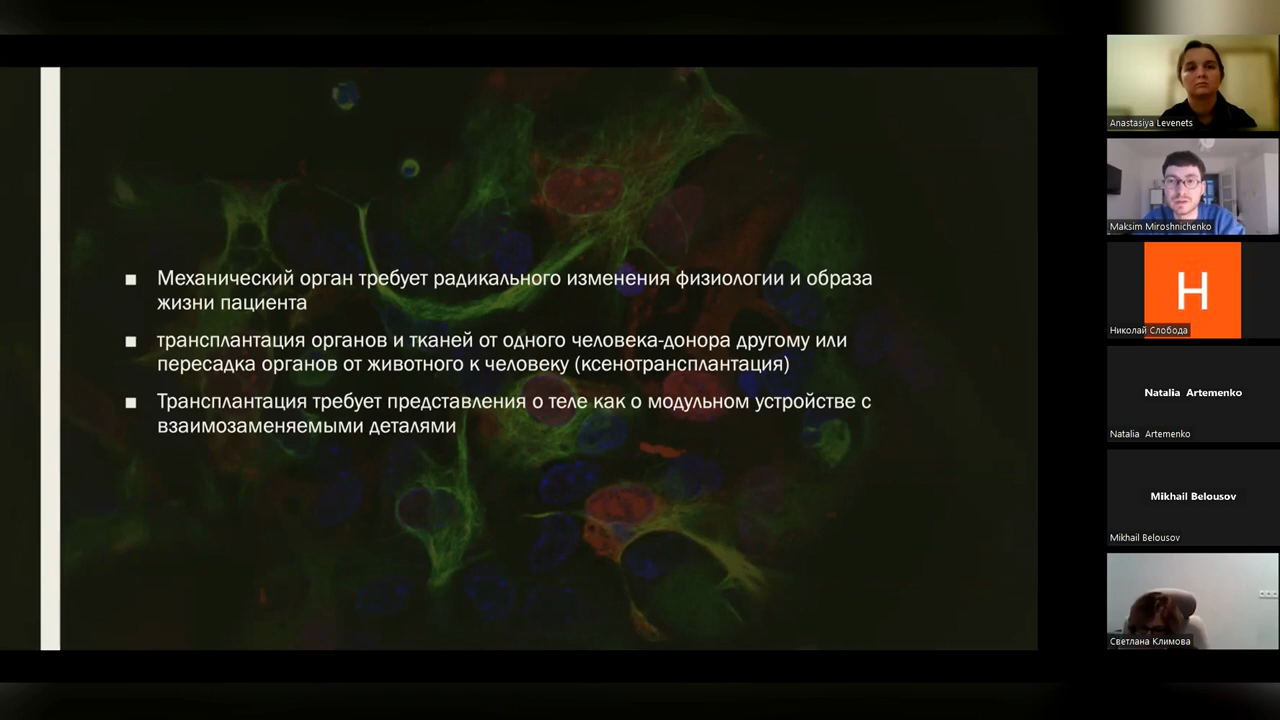 Механический орган требует радикального изменения физиологии и образа
жизни пациента
трансплантация органов и тканей от одного человека-донора другому или
пересадка органов от животного к человеку (ксенотрансплантация)
Трансплантация требует представления о теле как о модульном устройстве с
взаимозаменяемыми деталями
Anastasiya Levenets
Maksim Miroshnichenko
Н
Николай Слобода
Natalia Artemenko
Natalia Artemenko
Mikhail Belousov
Mikhail Belousov
Светлана Климова